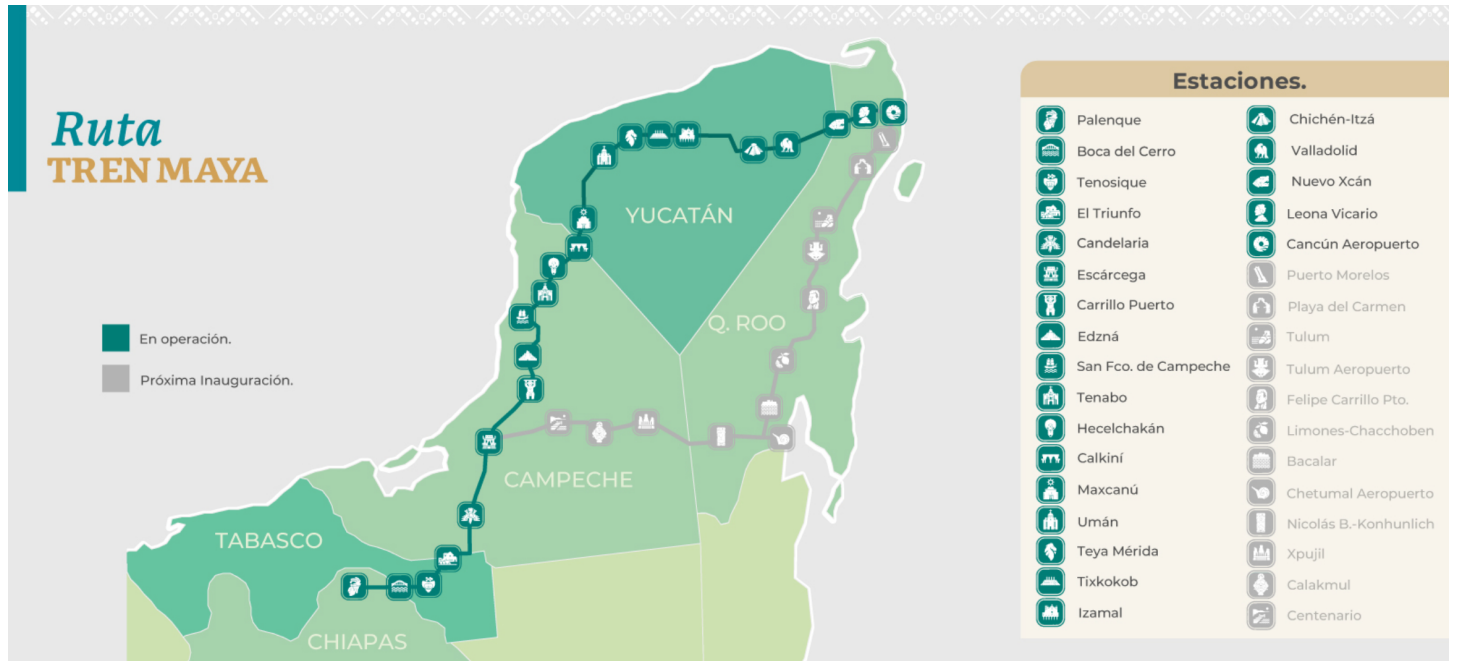 Ruta
TREN MAYA
En operación.
Próxima Inauguración.
YUCATÁN
Q. ROO
CAMPECHE
TABASCO
CHIAPAS
Estaciones.
Palenque
Boca del Cerro
Tenosique
El Triunfo
Candelaria
Escárcega
Carrillo Puerto
Edzná
San Fco. de Campeche
Tenabo
Hecelchakán
Calkiní
Maxcanú
Umán
Teya Mérida
Tixkokob
Izamal
Chichén-Itzá
Valladolid
Nuevo Xcán
Leona Vicario
Cancún Aeropuerto
Puerto Morelos
Playa del Carmen
Tulum
Tulum Aeropuerto
Felipe Carrillo Pto.
Limones-Chacchoben
Bacalar
Chetumal Aeropuerto
Nicolás B.-Konhunlich
Xpujil
Calakmul
Centenario